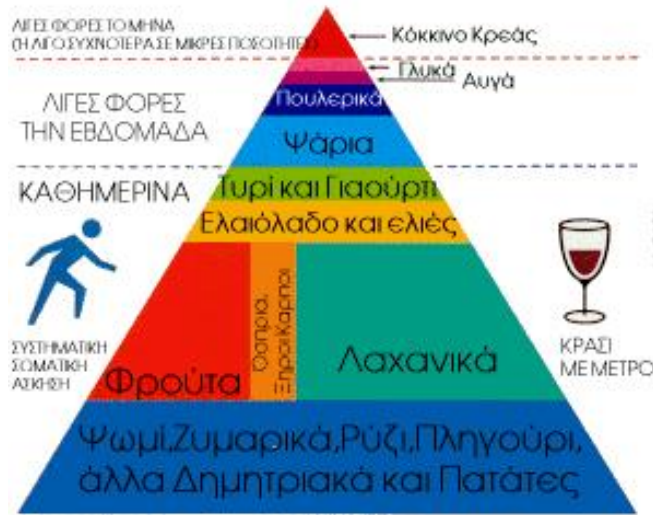 ΛΙΓΕΣ ΦΟΡΕΣ ΤΟ ΜΗΝΑ
(Η ΛΙΓΟ ΣΥΧΝΟΤΕΡΑ ΣΕ ΜΙΚΡΕΣ ΠΟΣΟΤΗΤΕΣ)
Κόκκινο Κρεάς
Γλυκά
Αυγά
ΛΙΓΕΣ ΦΟΡΕΣ
ΤΗΝ ΕΒΔΟΜΑΔΑ
Πουλερικά
Ψάρια
ΚΑΘΗΜΕΡΙΝΑ
Τυρί και Γιαούρτι
Ελαιόλαδο και ελιές
Φρούτα
Όσπρια,
Ξηροί Καρποί
Λαχανικά
ΣΥΣΤΗΜΑΤΙΚΗ
ΣΩΜΑΤΙΚΗ
ΑΣΚΗΣΗ
ΚΡΑΣΙ
ΜΕ ΜΕΤΡΟ
Ψωμί,Ζυμαρικά,Ρύζι,Πληγούρι,
άλλα Δημητριακά και Πατάτες